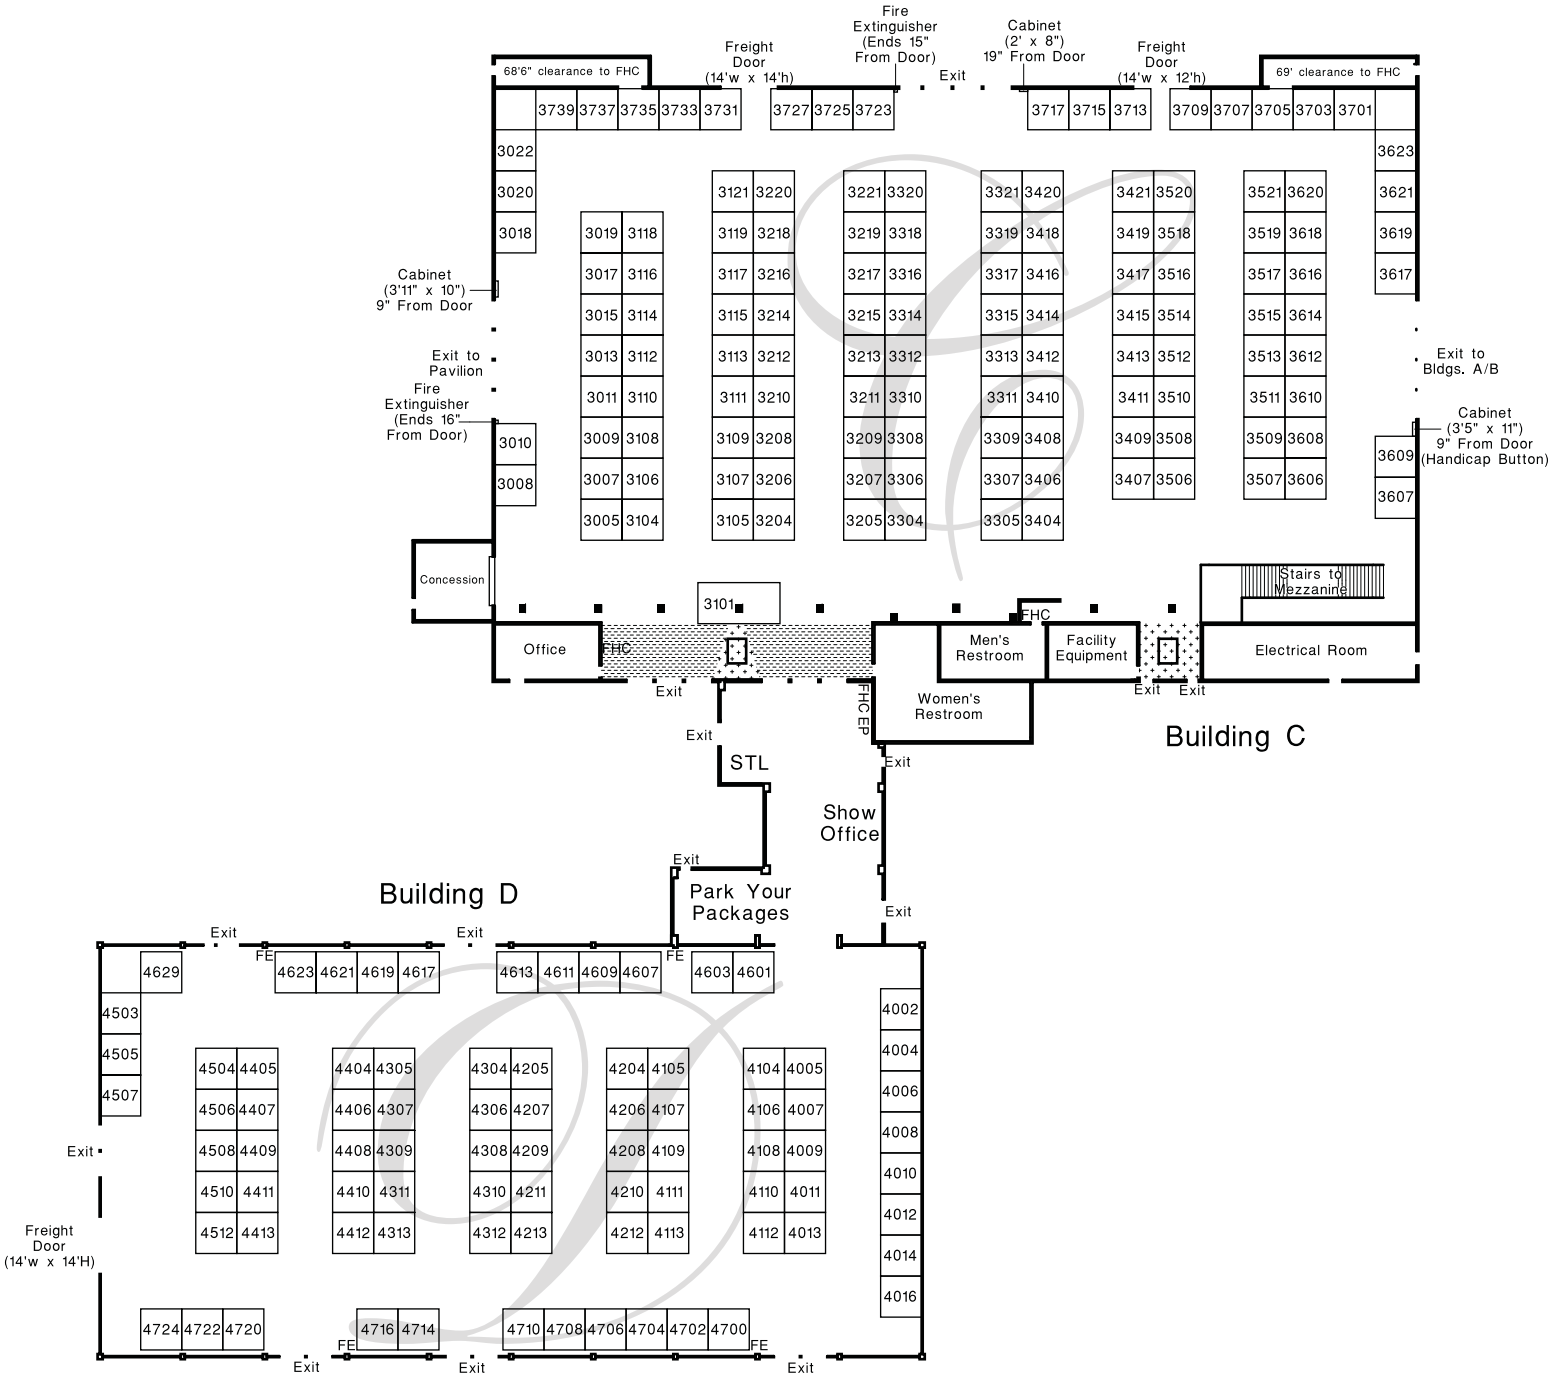 Fire
Extinguisher
(Ends 15"
From Door)
Cabinet
(2' x 8")
19" From Door
Freight
Door
(14'w x 14'h)
Exit
Freight
Door
(14'w x 12'h)
68'6" clearance to FHC
69' clearance to FHC
3739 3737 3735 3733 3731 3727 3725 3723 3717 3715 3713 3709 3707 3705 3703 3701
3022 3623
3020 3121 3220 3221 3320 3321 3420 3421 3520 3521 3620 3621
3018 3019 3118 3119 3218 3219 3318 3319 3418 3419 3518 3519 3618 3619
3017 3116 3117 3216 3217 3316 3317 3416 3417 3516 3517 3616 3617
Cabinet
(3'11" x 10")
9" From Door
3015 3114 3115 3214 3215 3314 3315 3414 3415 3514 3515 3614
3013 3112 3113 3212 3213 3312 3313 3412 3413 3512 3513 3612
Exit to
Pavilion
Exit to
Bldgs. A/B
Fire
Extinguisher
(Ends 16"
From Door)
3011 3110 3111 3210 3211 3310 3311 3410 3411 3510 3511 3610
Cabinet
(3'5" x 11")
9" From Door
(Handicap Button)
3010 3009 3108 3109 3208 3209 3308 3309 3408 3409 3508 3509 3608 3609
3008 3007 3106 3107 3206 3207 3306 3307 3406 3407 3506 3507 3606 3607
3005 3104 3105 3204 3205 3304 3305 3404
C
Concession
Stairs to
Mezzanine
3101
FHC
Office
FHC
Men's
Restroom
Facility
Equipment
Electrical Room
Exit
Exit Exit
FHC EP
Women's
Restroom
Exit
Building C
STL
Exit
Show
Office
Exit
Building D
Park Your
Packages
Exit
Exit
Exit
FE
FE
4629 4623 4621 4619 4617 4613 4611 4609 4607 4603 4601
4503 4002
4505 4004
4504 4405 4404 4305 4304 4205 4204 4105 4104 4005
4507 4006
4506 4407 4406 4307 4306 4207 4206 4107 4106 4007
4008
Exit
4508 4409 4408 4309 4308 4209 4208 4109 4108 4009
4010
4510 4411 4410 4311 4310 4211 4210 4111 4110 4011
4012
4512 4413 4412 4313 4312 4213 4212 4113 4112 4013
Freight
Door
(14'w x 14'H)
4014
4016
D
4724 4722 4720 4716 4714 4710 4708 4706 4704 4702 4700
FE
FE
Exit
Exit
Exit